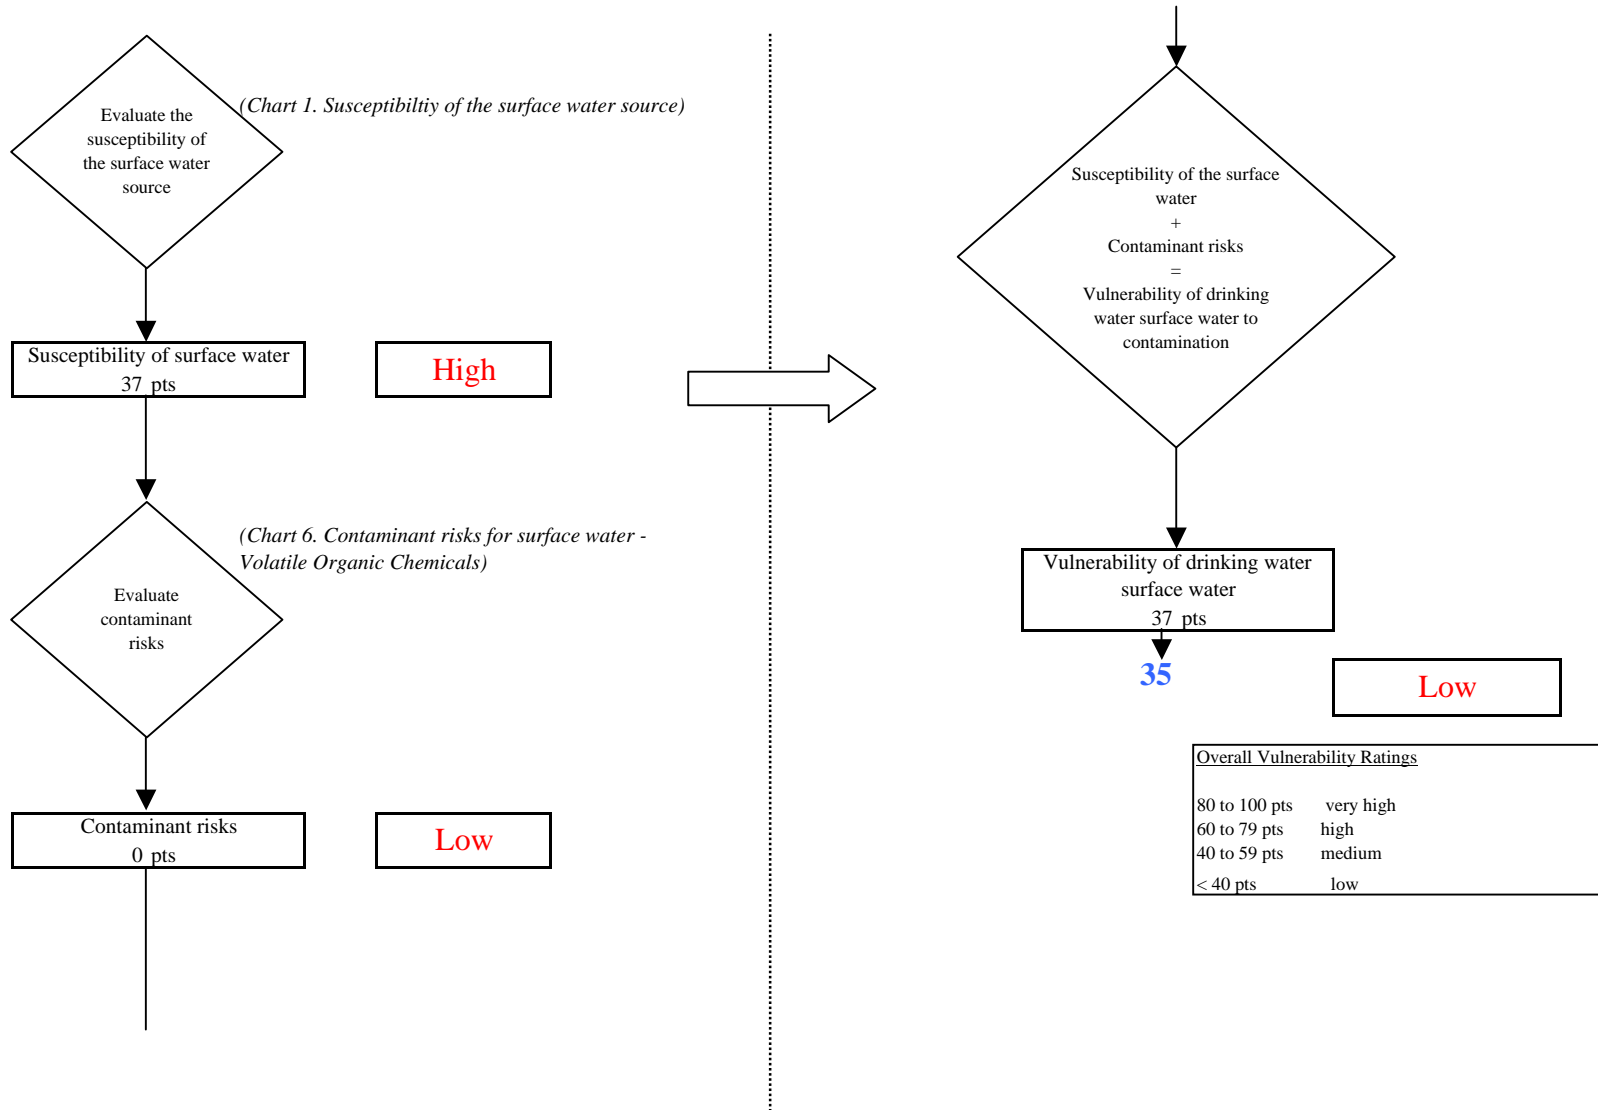 Evaluate the
susceptibility of
the surface water
source
(Chart 1. Susceptibiltiy of the surface water source)
Susceptibility of surface water
37 pts
High
(Chart 6. Contaminant risks for surface water -
Volatile Organic Chemicals)
Evaluate
contaminant
risks
Contaminant risks
0 pts
Low
Susceptibility of the surface
water
+
Contaminant risks
=
Vulnerability of drinking
water surface water to
contamination
Vulnerability of drinking water
surface water
37 pts
35
Low
Overall Vulnerability Ratings
80 to 100 pts very high
60 to 79 pts high
40 to 59 pts medium
< 40 pts low